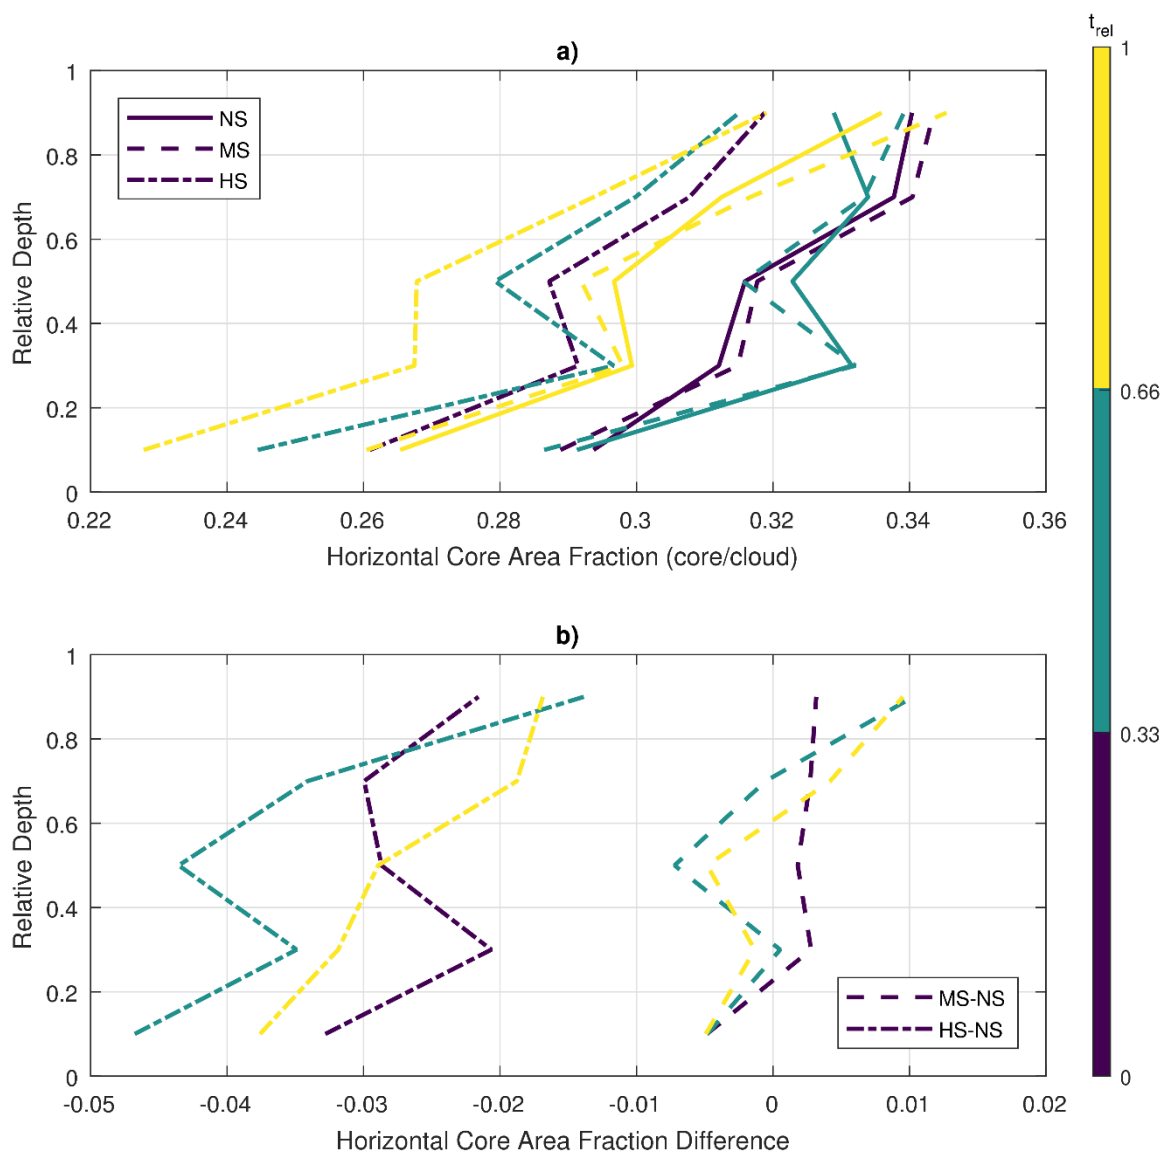 a)
t_rel
1
0.8
0.6
0.4
0.2
0
Relative Depth
NS
MS
HS
0.22 0.24 0.26 0.28 0.3 0.32 0.34 0.36
Horizontal Core Area Fraction (core/cloud)
b)
1
0.8
0.6
0.4
0.2
0
Relative Depth
MS-NS
HS-NS
-0.05 -0.04 -0.03 -0.02 -0.01 0 0.01 0.02
Horizontal Core Area Fraction Difference
1
0.66
0.33
0